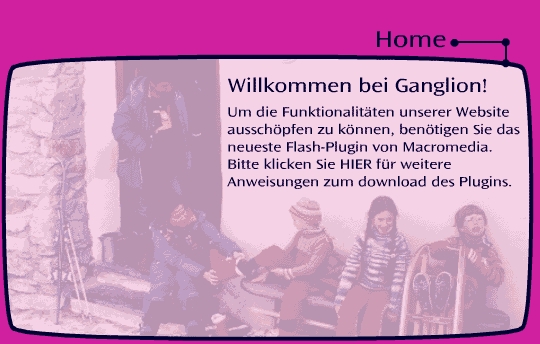 Home
Willkommen bei Ganglion!
Um die Funktionalitäten unserer Website
ausschöpfen zu können, benötigen Sie das
neueste Flash-Plugin von Macromedia.
Bitte klicken Sie HIER für weitere
Anweisungen zum download des Plugins.